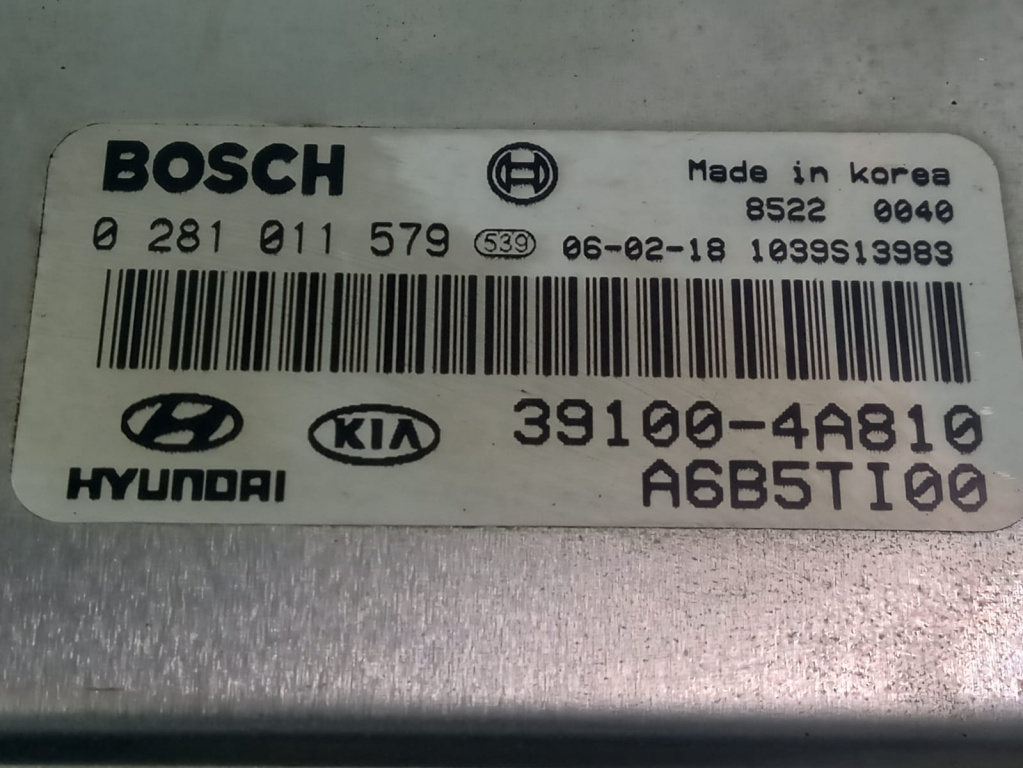 BOSCH
Made in korea
8522 0040
0 281 011 579 539 06-02-18 1039S13983
HYUNDAI
KIA
39100-4A810
A6B5TI00